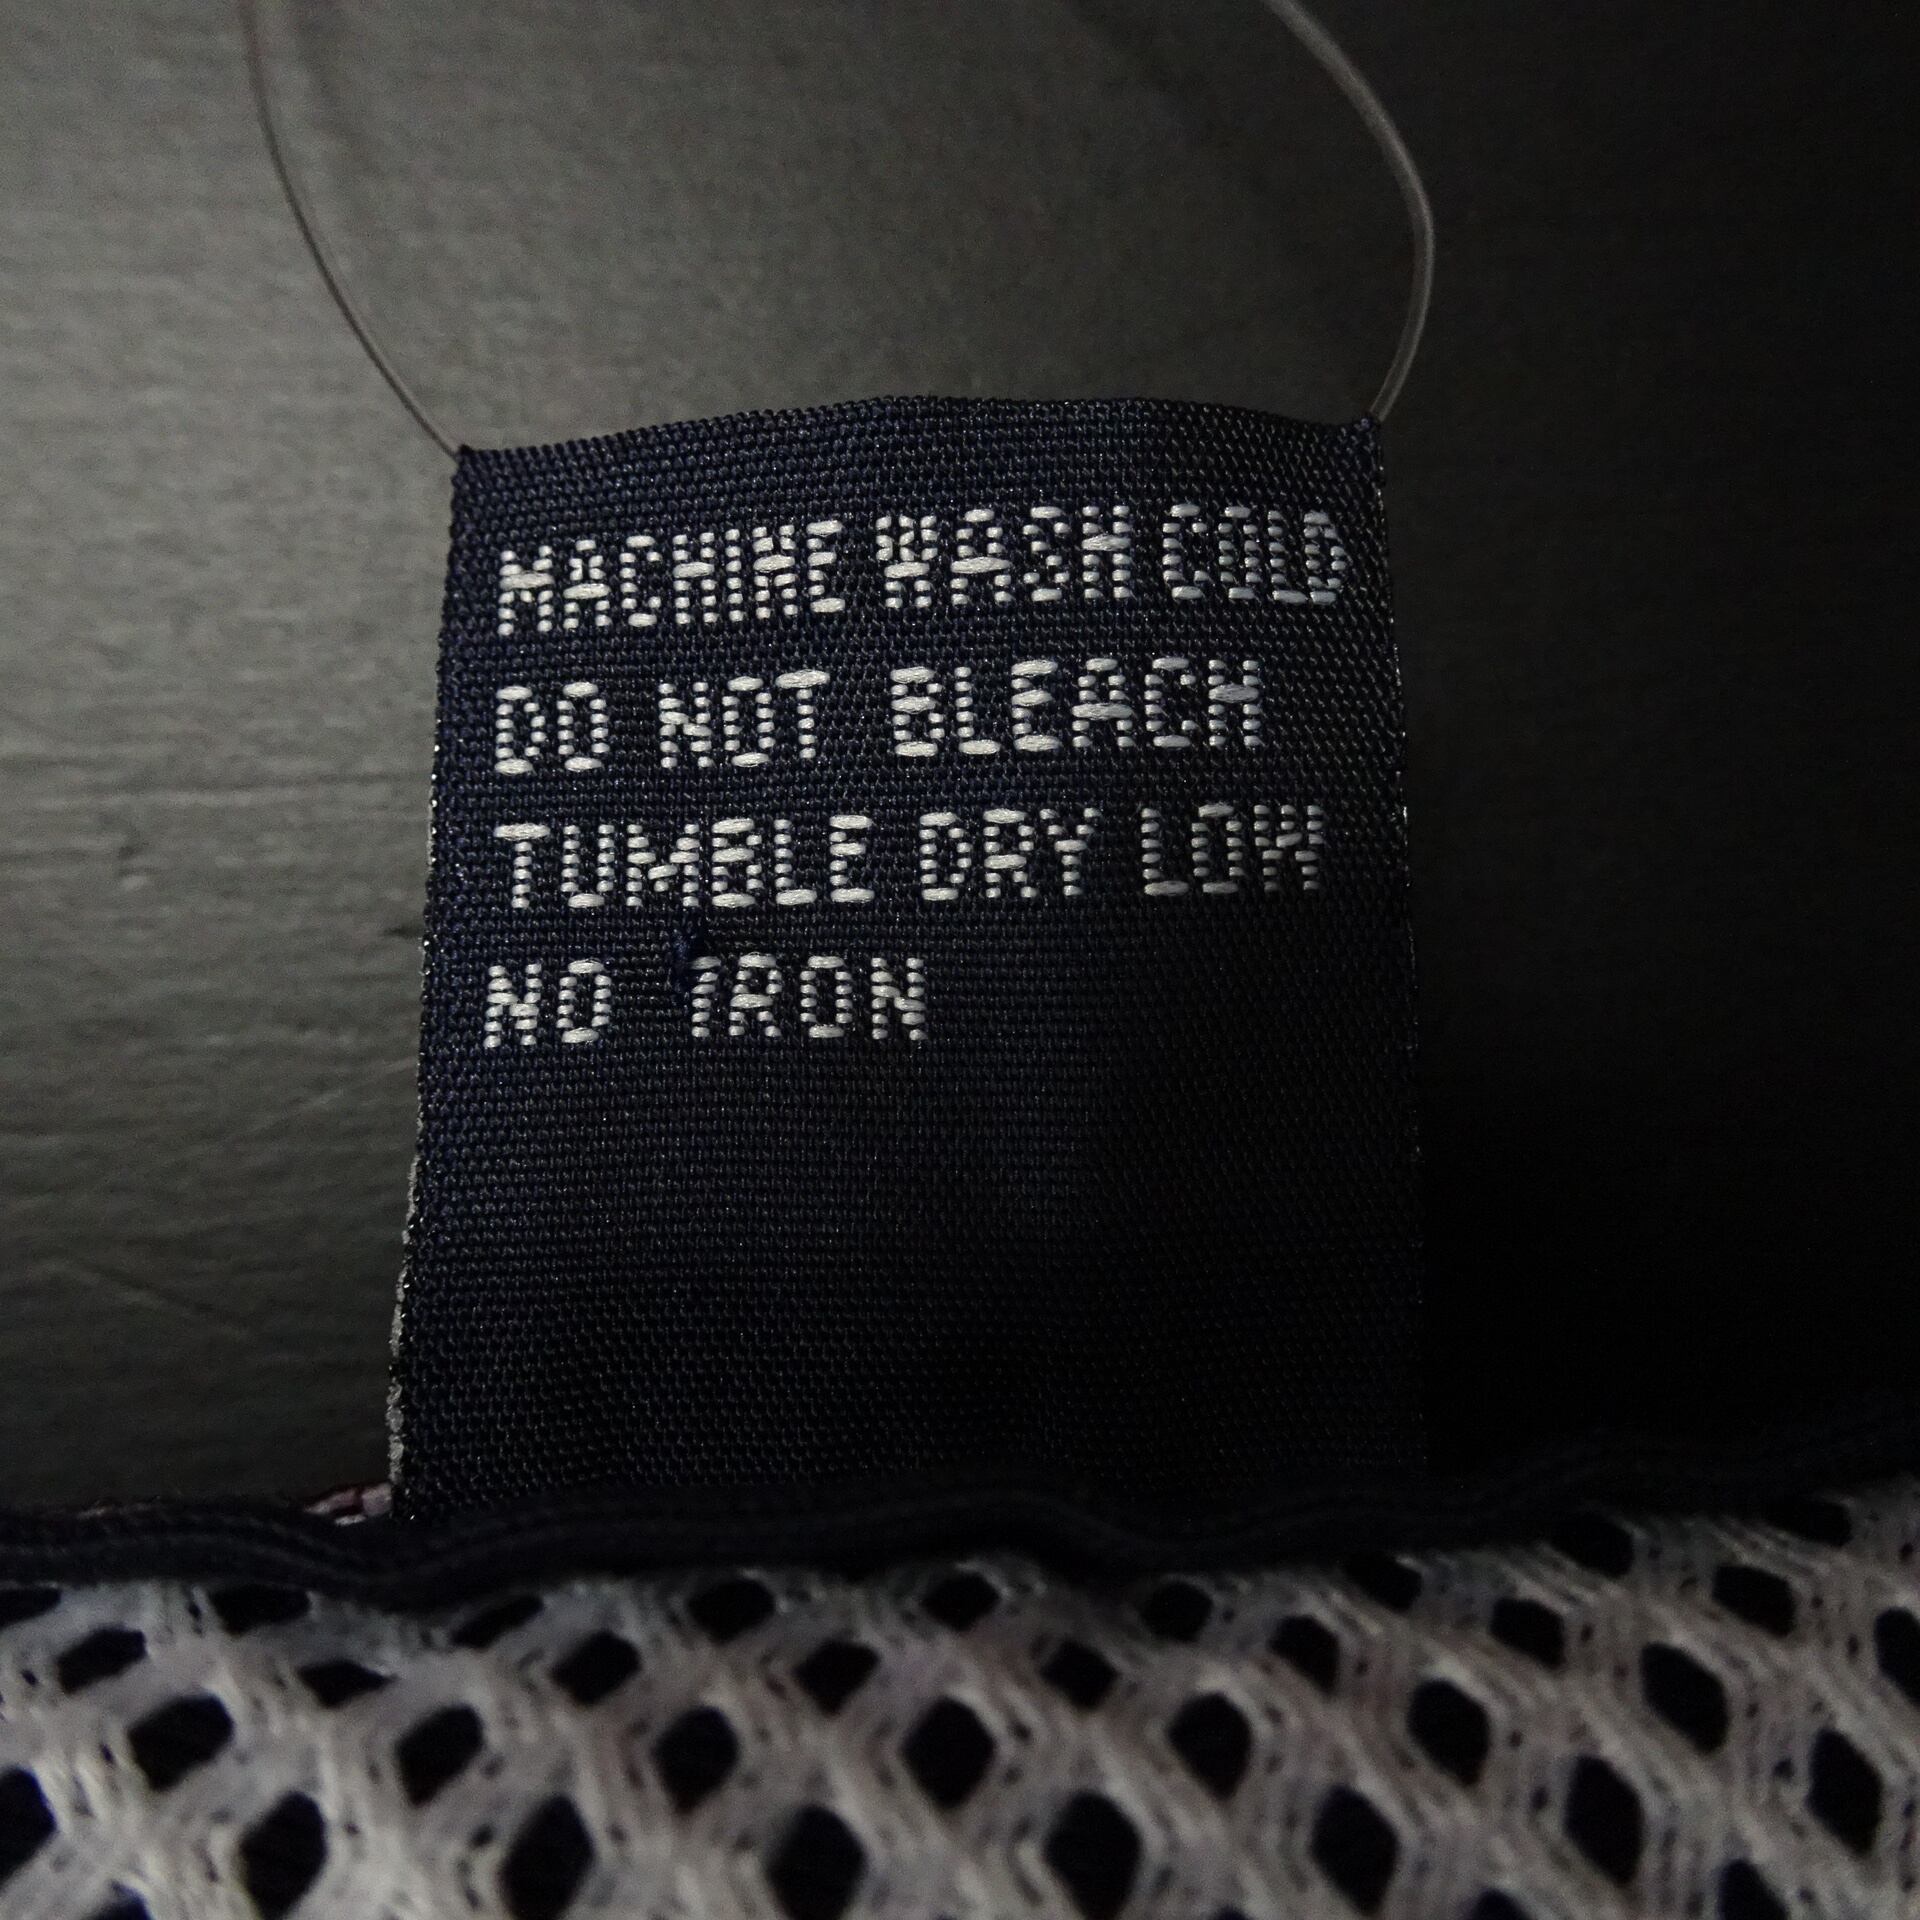 MACHINE WASH COLD
DO NOT BLEACH
TUMBLE DRY LOW
NO IRON